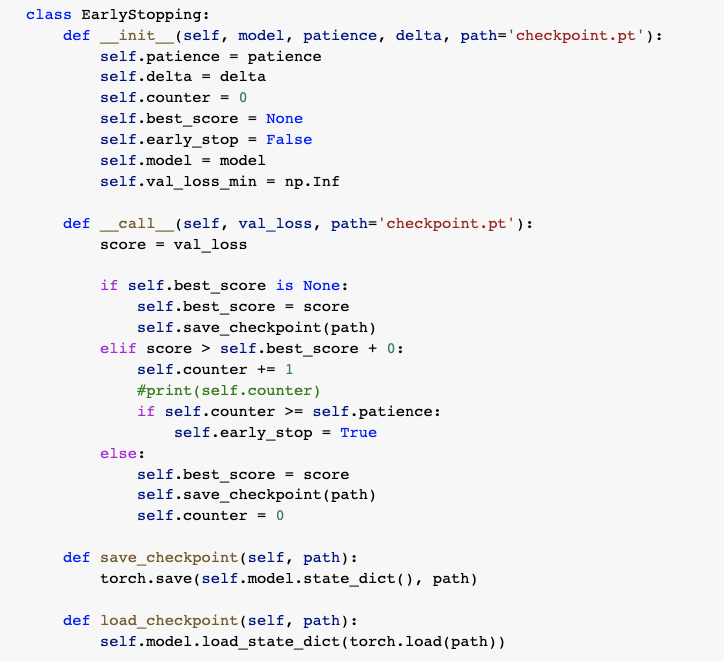 class EarlyStopping:
    def __init__(self, model, patience, delta, path='checkpoint.pt'):
        self.patience = patience
        self.delta = delta
        self.counter = 0
        self.best_score = None
        self.early_stop = False
        self.model = model
        self.val_loss_min = np.Inf

    def __call__(self, val_loss, path='checkpoint.pt'):
        score = val_loss

        if self.best_score is None:
            self.best_score = score
            self.save_checkpoint(path)
        elif score > self.best_score + 0:
            self.counter += 1
            #print(self.counter)
            if self.counter >= self.patience:
                self.early_stop = True
        else:
            self.best_score = score
            self.save_checkpoint(path)
            self.counter = 0

    def save_checkpoint(self, path):
        torch.save(self.model.state_dict(), path)

    def load_checkpoint(self, path):
        self.model.load_state_dict(torch.load(path))